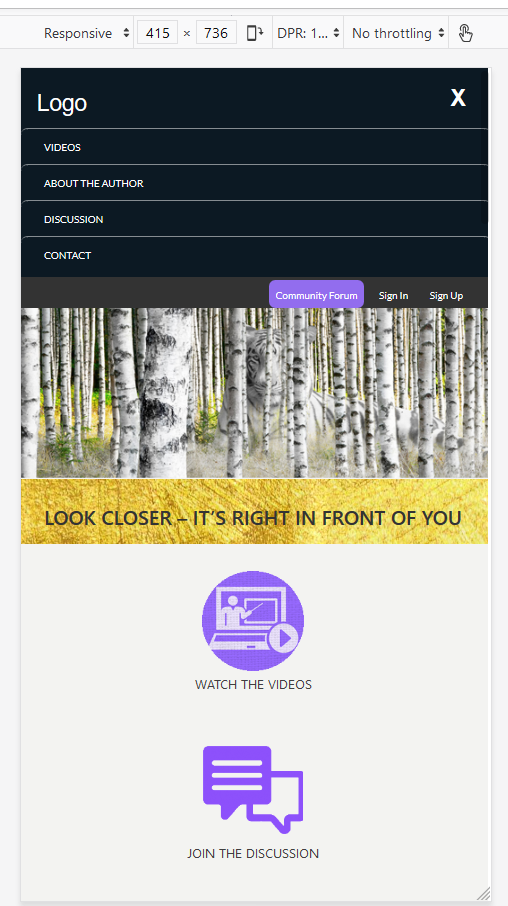 Responsive 415 × 736 DPR: 1... No throttling
Logo X
VIDEOS
ABOUT THE AUTHOR
DISCUSSION
CONTACT
Community Forum Sign In Sign Up
LOOK CLOSER – IT’S RIGHT IN FRONT OF YOU
WATCH THE VIDEOS
JOIN THE DISCUSSION